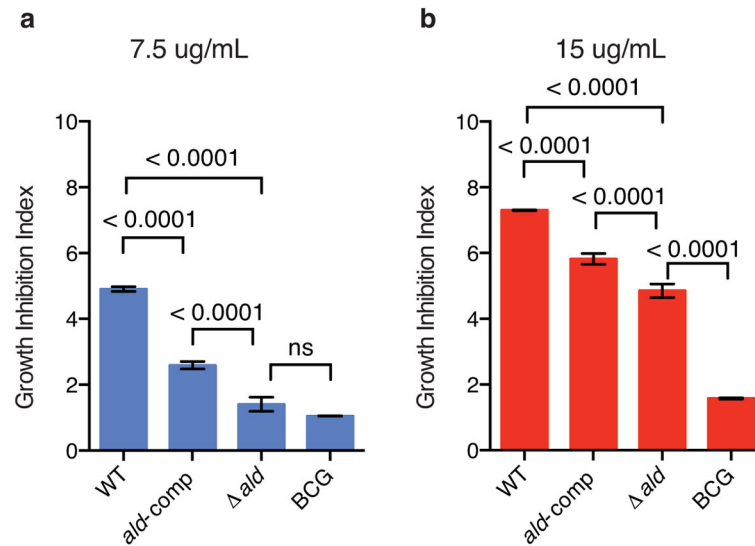 a
7.5 ug/mL
Growth Inhibition Index
10
8
6
4
2
0
< 0.0001
< 0.0001
< 0.0001
ns
WT
ald-comp
Δ ald
BCG
b
15 ug/mL
Growth Inhibition Index
10
8
6
4
2
0
< 0.0001
< 0.0001
< 0.0001
< 0.0001
WT
ald-comp
Δ ald
BCG